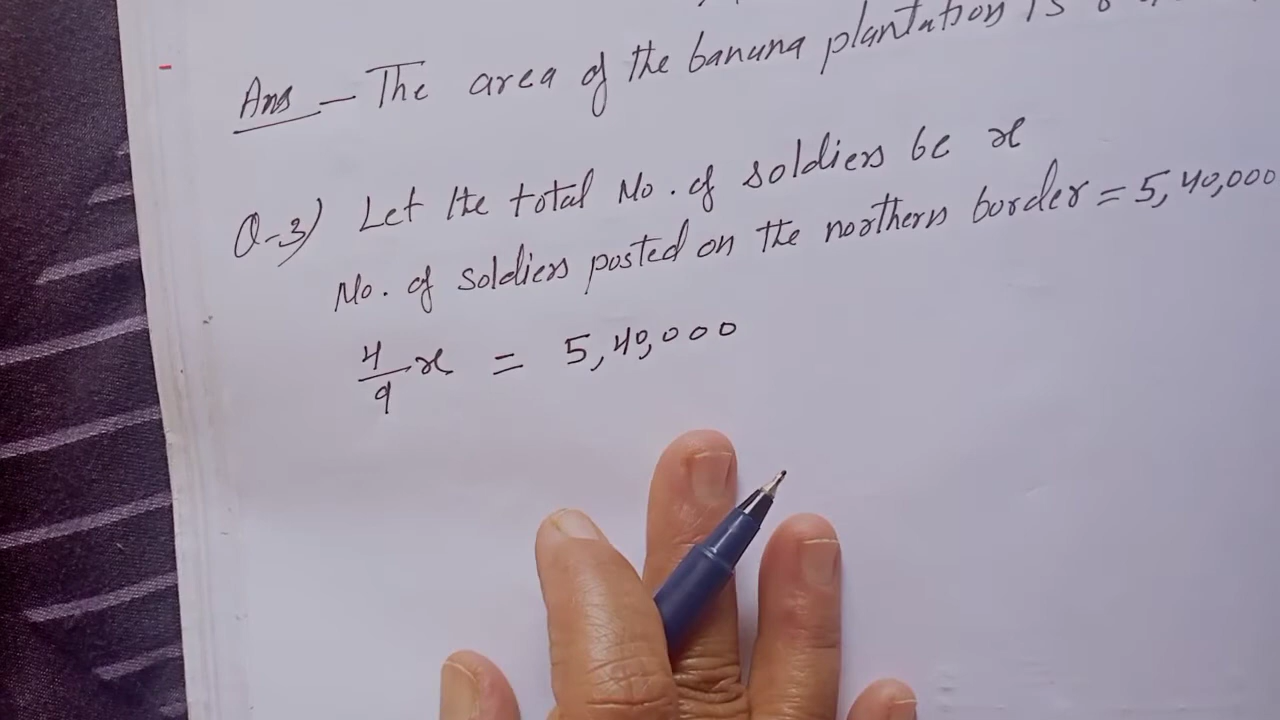 Ans - The area of the banana plantation is
Q-3) Let the total No. of soldiers be x
No. of soldiers posted on the northern border = 5,40,000
4/9 x = 5,40,000